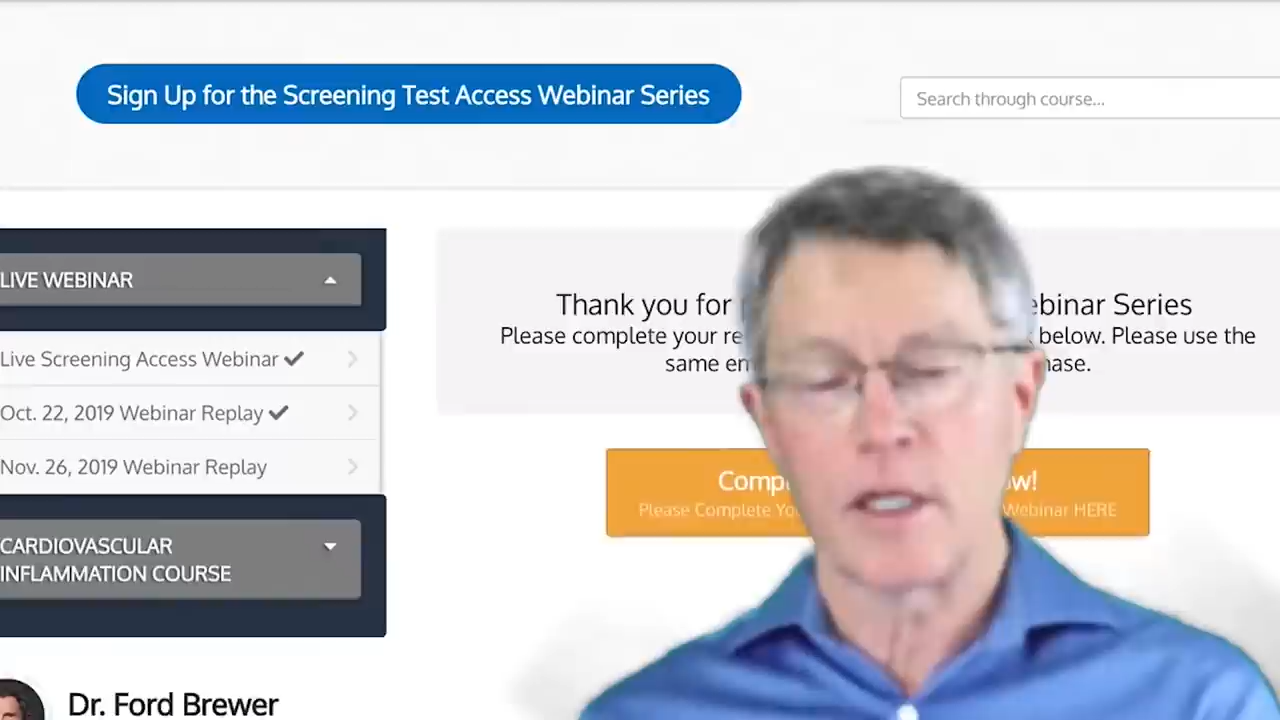 Sign Up for the Screening Test Access Webinar Series
Search through course...
LIVE WEBINAR
Live Screening Access Webinar
Oct. 22, 2019 Webinar Replay
Nov. 26, 2019 Webinar Replay
CARDIOVASCULAR
INFLAMMATION COURSE
Thank you for ebinar Series
Please complete your re below. Please use the
same em ase.
Comp w!
Please Complete Yo Webinar HERE
Dr. Ford Brewer